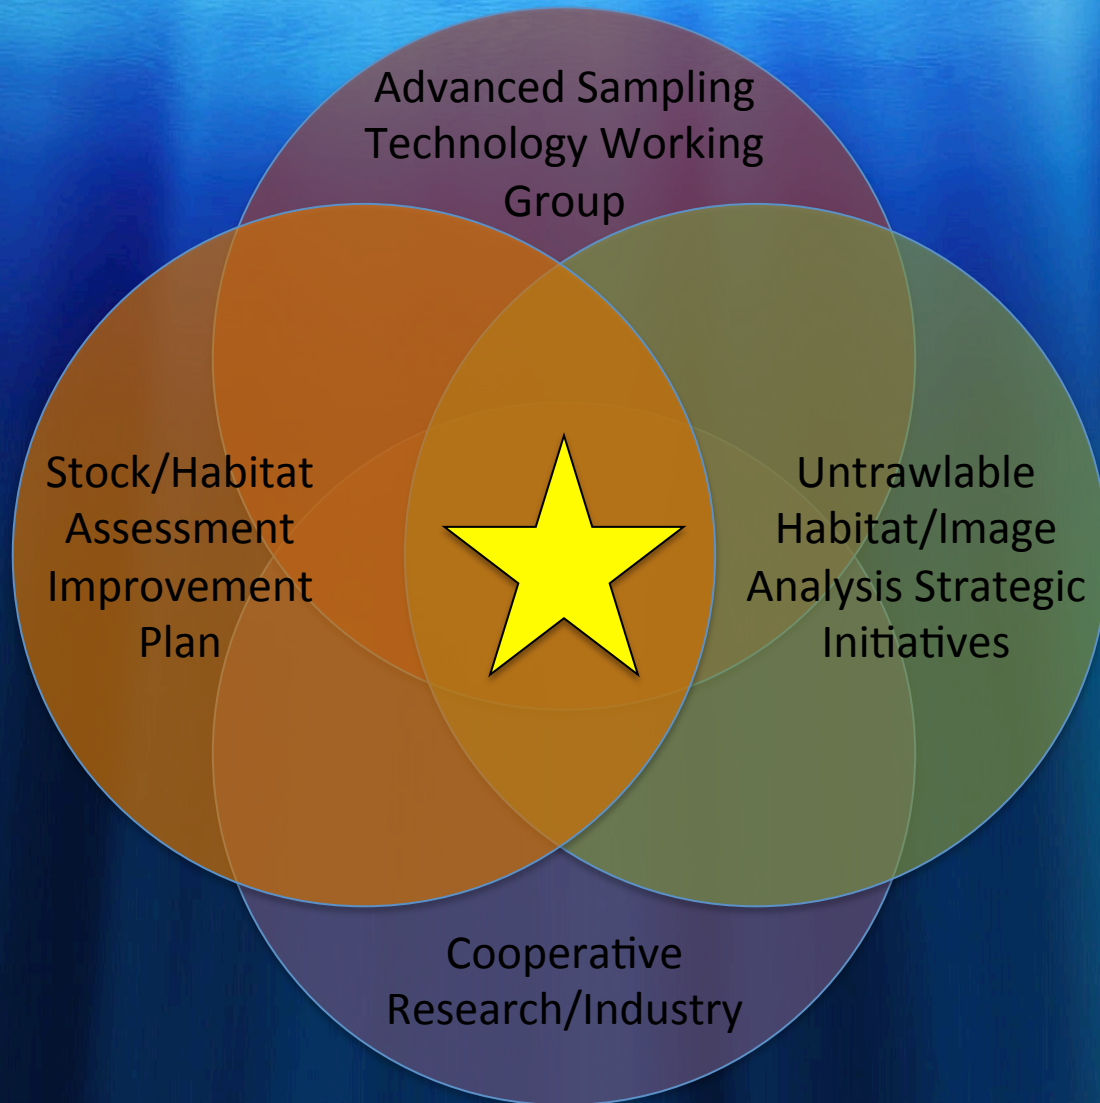 Advanced Sampling
Technology Working
Group
Stock/Habitat
Assessment
Improvement
Plan
Untrawlable
Habitat/Image
Analysis Strategic
Initiatives
Cooperative
Research/Industry